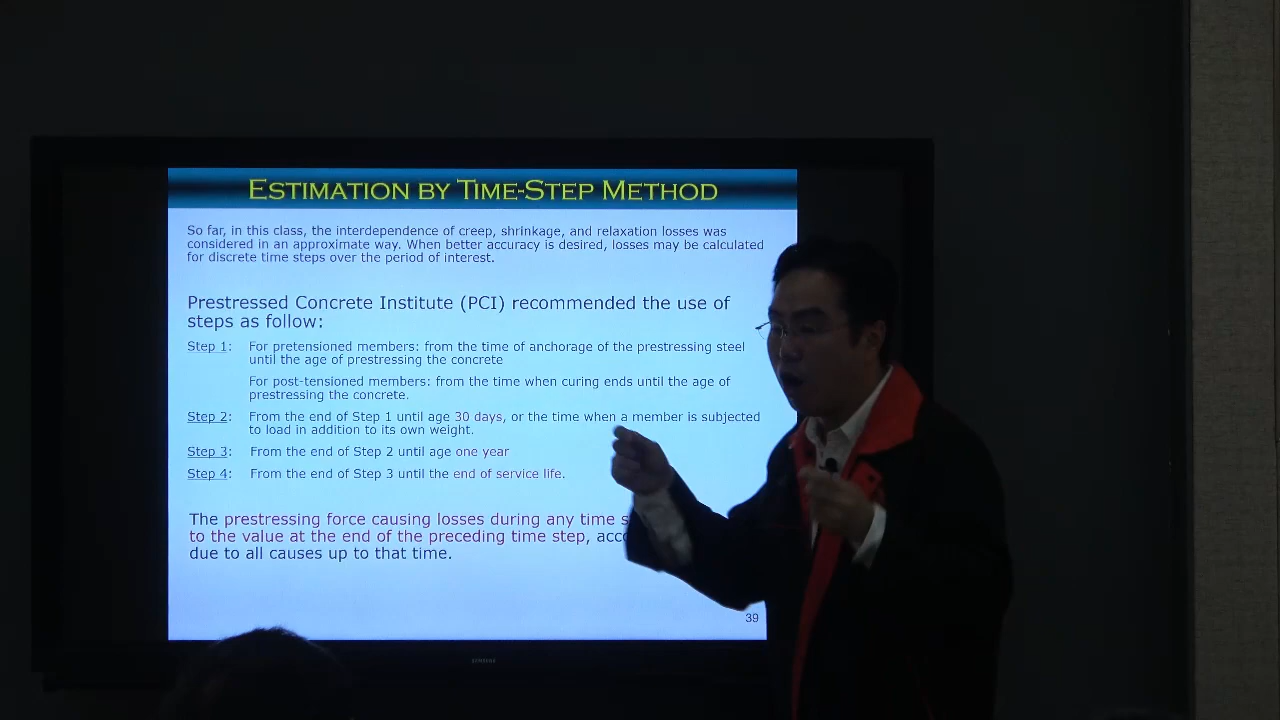 ESTIMATION BY TIME-STEP METHOD
So far, in this class, the interdependence of creep, shrinkage, and relaxation losses was
considered in an approximate way. When better accuracy is desired, losses may be calculated
for discrete time steps over the period of interest.
Prestressed Concrete Institute (PCI) recommended the use of
steps as follow:
Step 1: For pretensioned members: from the time of anchorage of the prestressing steel
until the age of prestressing the concrete
For post-tensioned members: from the time when curing ends until the age of
prestressing the concrete.
Step 2: From the end of Step 1 until age 30 days, or the time when a member is subjected
to load in addition to its own weight.
Step 3: From the end of Step 2 until age one year
Step 4: From the end of Step 3 until the end of service life.
The prestressing force causing losses during any time
to the value at the end of the preceding time step,
due to all causes up to that time.
39
SAMSUNG